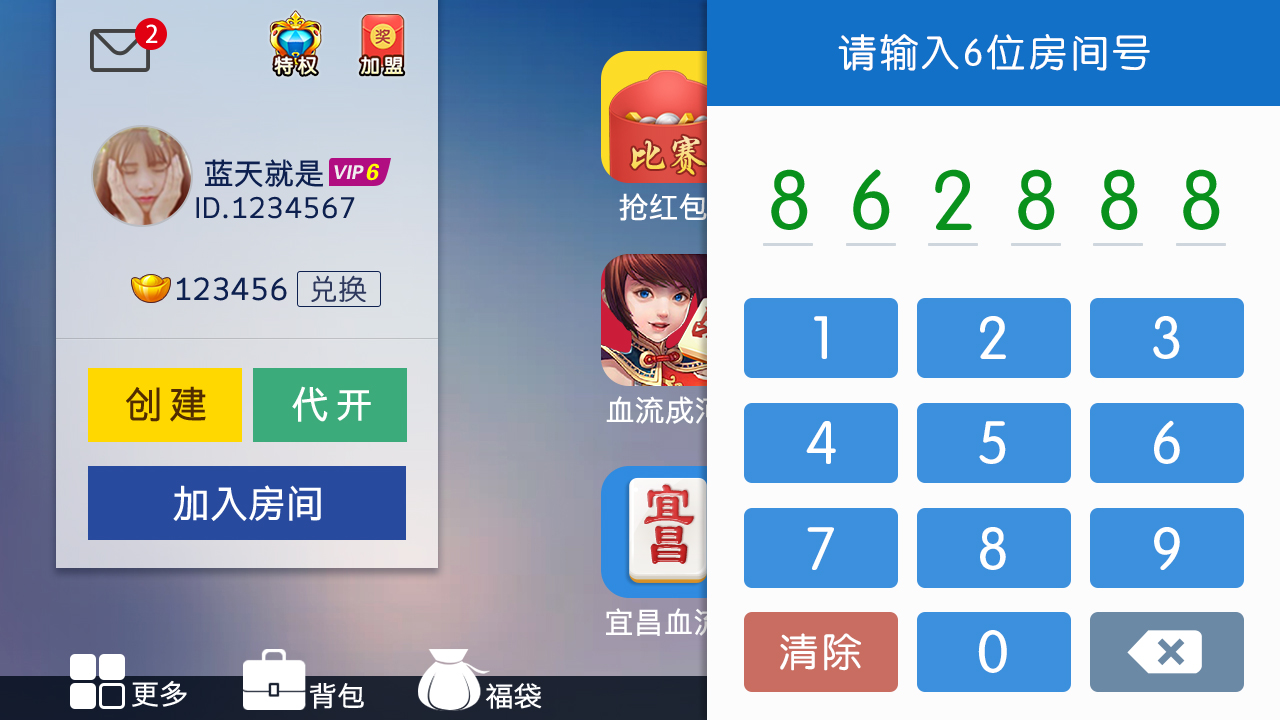 2
特权
加盟
蓝天就是 VIP 6
ID.1234567
123456 兑换
创建
代开
加入房间
更多
背包
福袋
比赛
抢红包
血流成河
宜昌
宜昌血流
请输入6位房间号
8 6 2 8 8 8
1 2 3
4 5 6
7 8 9
清除 0